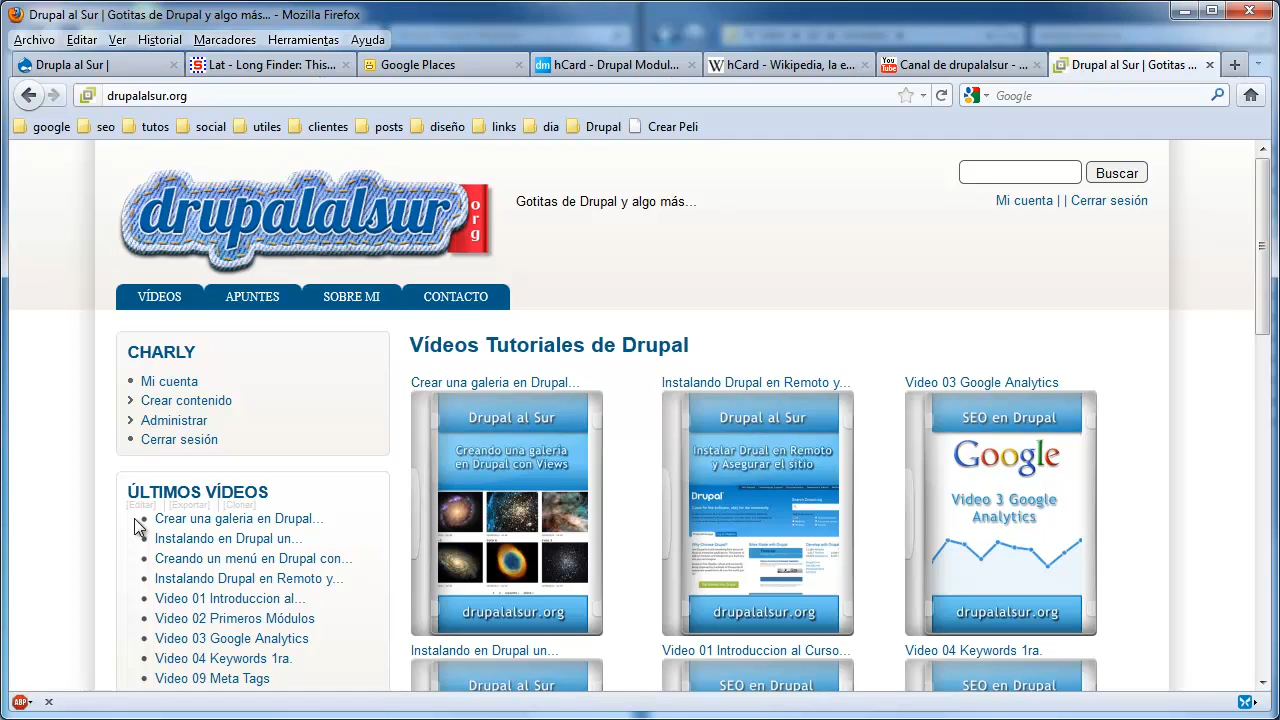 Drupal al Sur | Gotitas de Drupal y algo más... - Mozilla Firefox
Archivo Editar Ver Historial Marcadores Herramientas Ayuda
Drupla al Sur |
Lat - Long Finder: This...
Google Places
hCard - Drupal Modul...
hCard - Wikipedia, la e...
Canal de drupalalsur - ...
Drupal al Sur | Gotitas ...
drupalalsur.org
Google
google seo tutos social utiles clientes posts diseño links dia Drupal Crear Peli
drupalalsur
org
Gotitas de Drupal y algo más...
Buscar
Mi cuenta | | Cerrar sesión
VÍDEOS APUNTES SOBRE MI CONTACTO
CHARLY
Mi cuenta
Crear contenido
Administrar
Cerrar sesión
ÚLTIMOS VÍDEOS
[Editar] [Exportar] [Clonar]
Crear una galeria en Drupal...
Instalando en Drupal un...
Creando un menú en Drupal con...
Instalando Drupal en Remoto y...
Video 01 Introduccion al...
Video 02 Primeros Módulos
Video 03 Google Analytics
Video 04 Keywords 1ra.
Video 09 Meta Tags
Vídeos Tutoriales de Drupal
Crear una galeria en Drupal...
Drupal al Sur
Creando una galería
en Drupal con Views
drupalalsur.org
Instalando Drupal en Remoto y...
Drupal al Sur
Instalar Drual en Remoto
y Asegurar el sitio
Drupal
drupalalsur.org
Video 03 Google Analytics
SEO en Drupal
Google
Video 3 Google
Analytics
drupalalsur.org
Instalando en Drupal un...
Drupal al Sur
Video 01 Introduccion al Curso...
SEO en Drupal
Video 04 Keywords 1ra.
SEO en Drupal
ABP